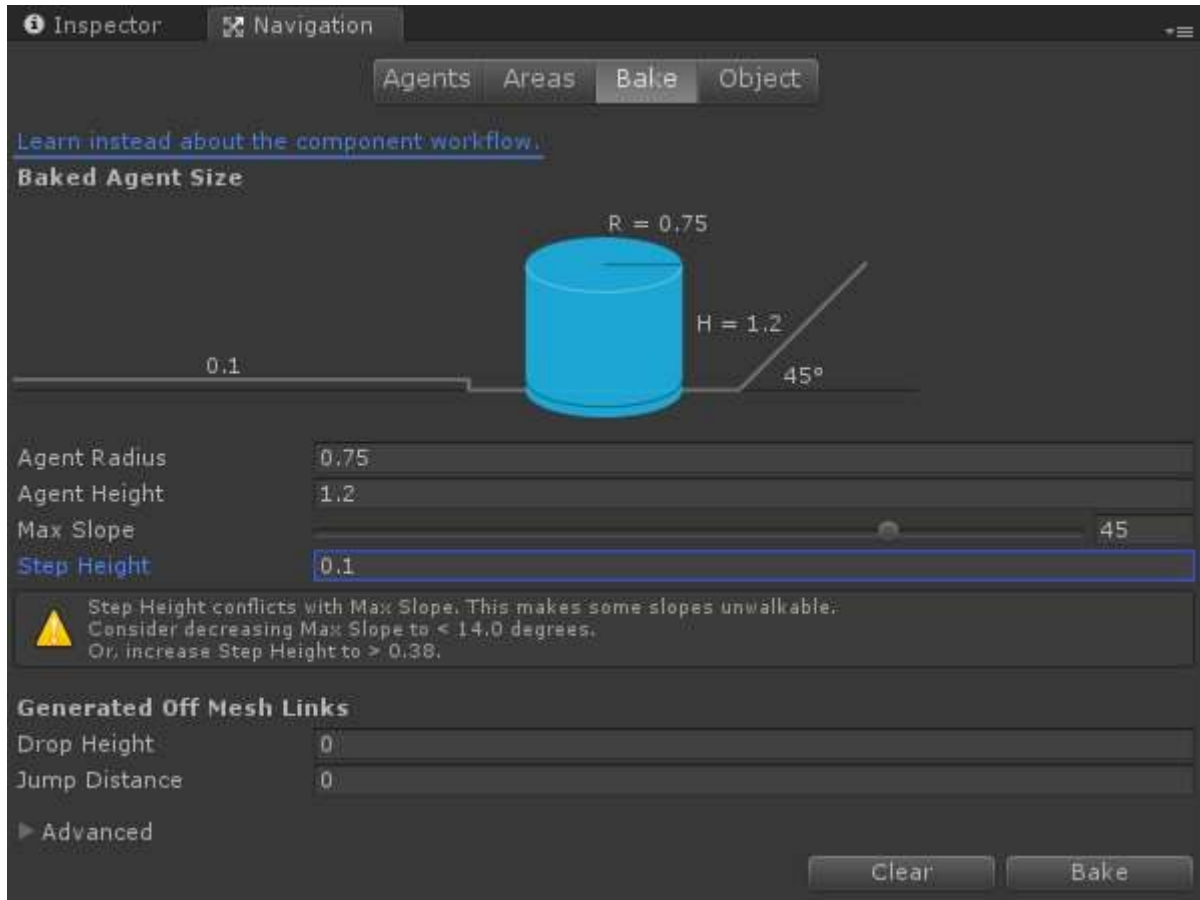 Inspector
Navigation
Agents Areas Bake Object
Learn instead about the component workflow.
Baked Agent Size
R = 0.75
H = 1.2
0.1
45°
Agent Radius 0.75
Agent Height 1.2
Max Slope 45
Step Height 0.1
Step Height conflicts with Max Slope. This makes some slopes unwalkable.
Consider decreasing Max Slope to < 14.0 degrees.
Or, increase Step Height to > 0.38.
Generated Off Mesh Links
Drop Height 0
Jump Distance 0
Advanced
Clear Bake